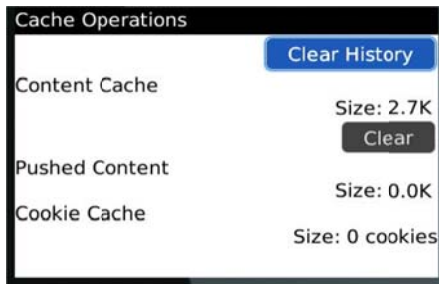 Cache Operations
Clear History
Content Cache
Size: 2.7K
Clear
Pushed Content
Size: 0.0K
Cookie Cache
Size: 0 cookies